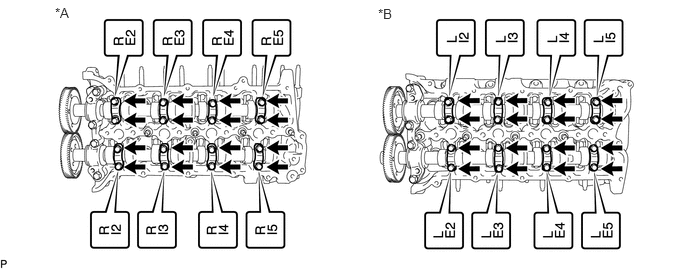 *A
*B
R E2
R E3
R E4
R E5
L I2
L I3
L I4
L I5
R I2
R I3
R I4
R I5
L E2
L E3
L E4
L E5
P